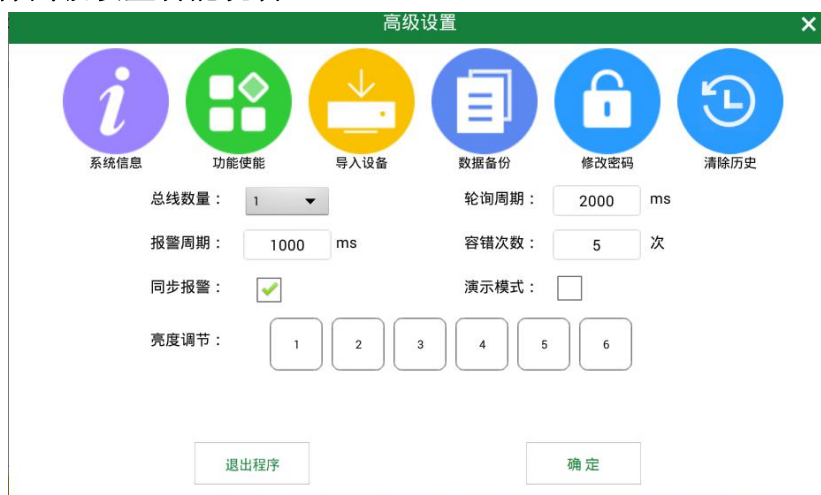 高级设置
系统信息 功能使能 导入设备 数据备份 修改密码 清除历史
总线数量： 1 轮询周期： 2000 ms
报警周期： 1000 ms 容错次数： 5 次
同步报警： 演示模式：
亮度调节： 1 2 3 4 5 6
退出程序 确定